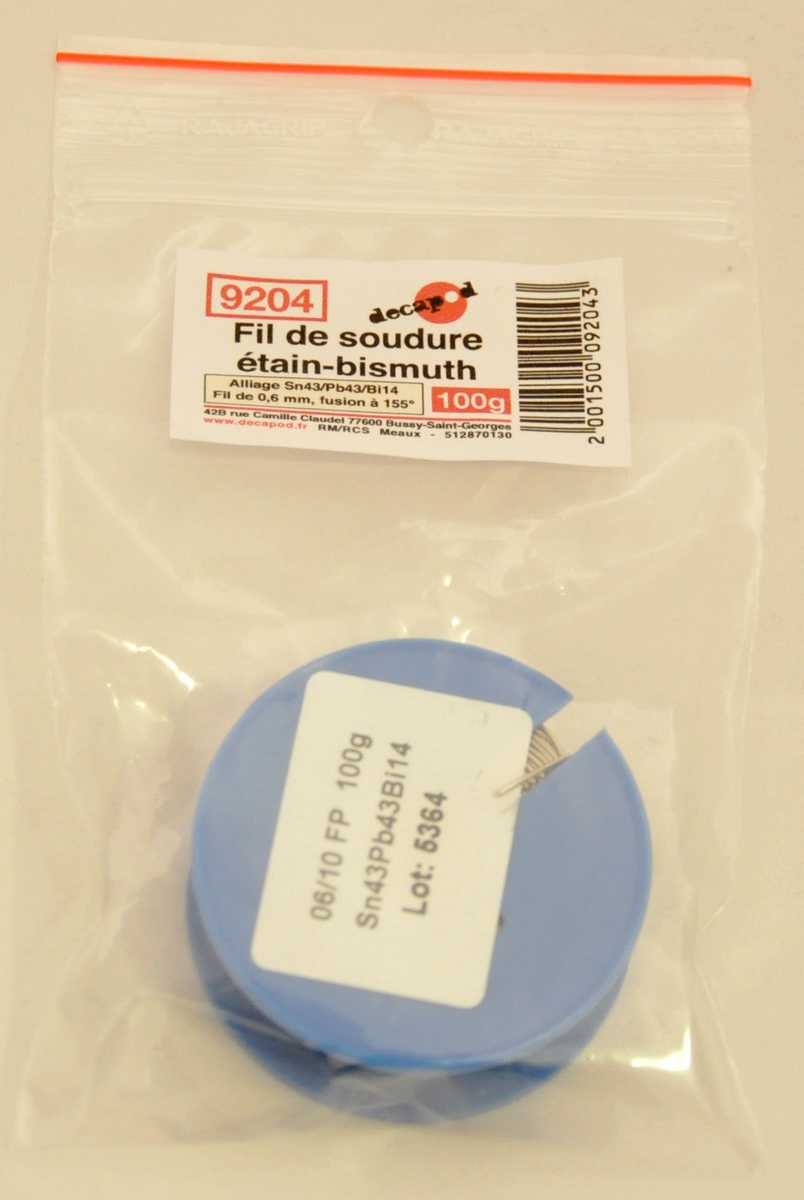 RAJAGRIP
RAJAGRIP
9204
decapod
Fil de soudure
étain-bismuth
Alliage Sn43/Pb43/Bi14
Fil de 0,6 mm, fusion à 155°
100g
42B rue Camille Claudel 77600 Bussy-Saint-Georges
www.decapod.fr RM/RCS Meaux - 512870130
2 001500 092043
06/10 FP 100g
Sn43Pb43Bi14
Lot: 5364